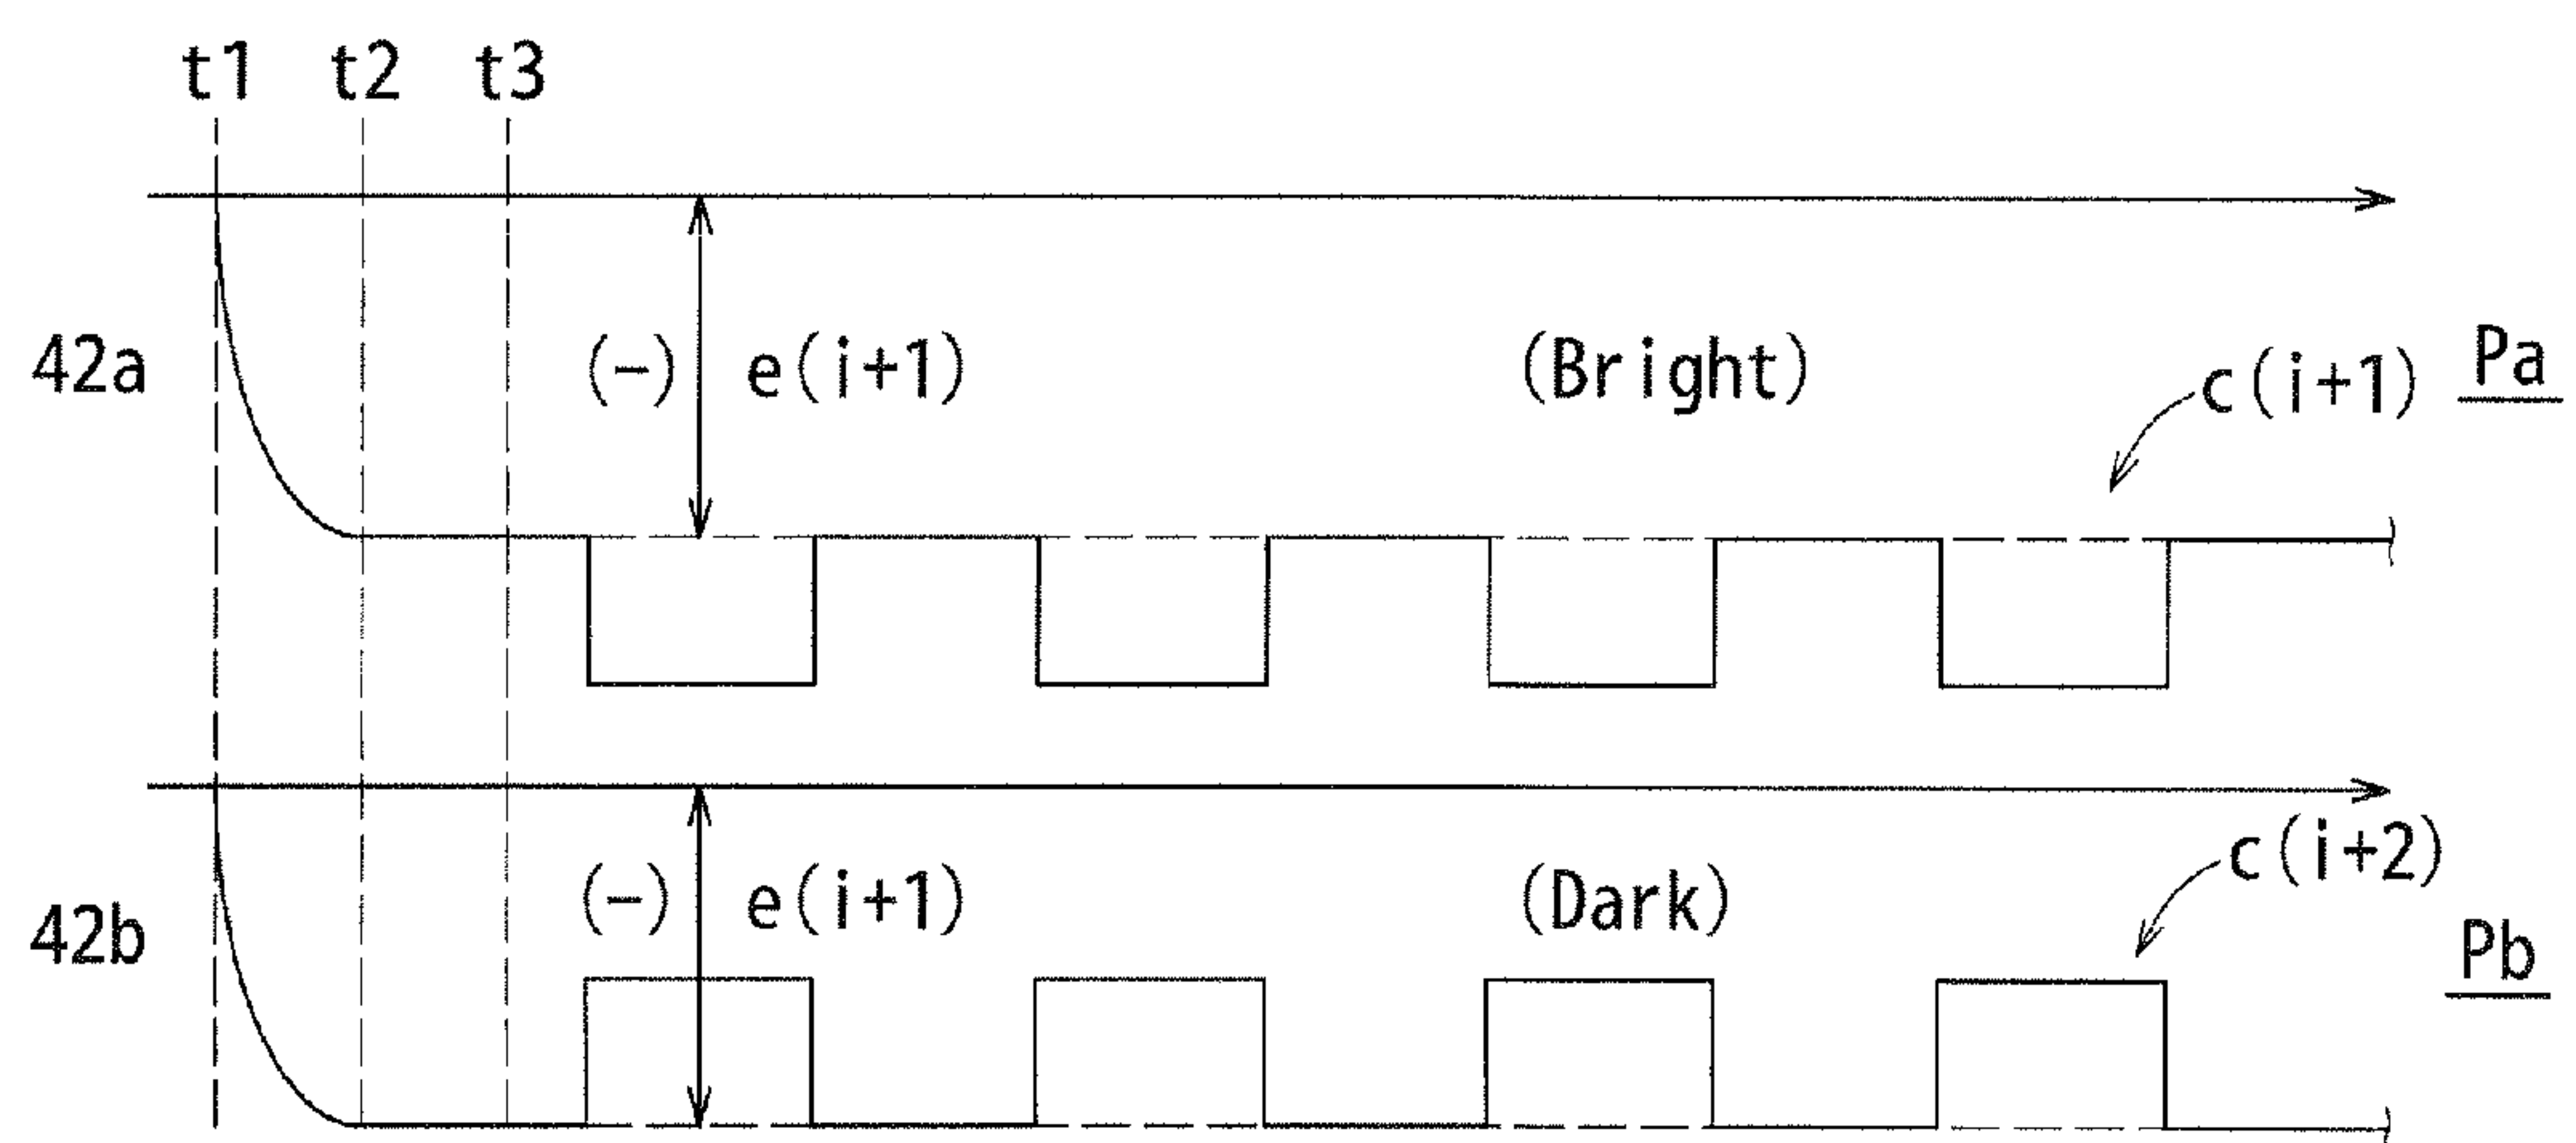 t1 t2 t3
42a
(-) e(i+1)
(Bright)
c(i+1)
Pa
42b
(-) e(i+1)
(Dark)
c(i+2)
Pb